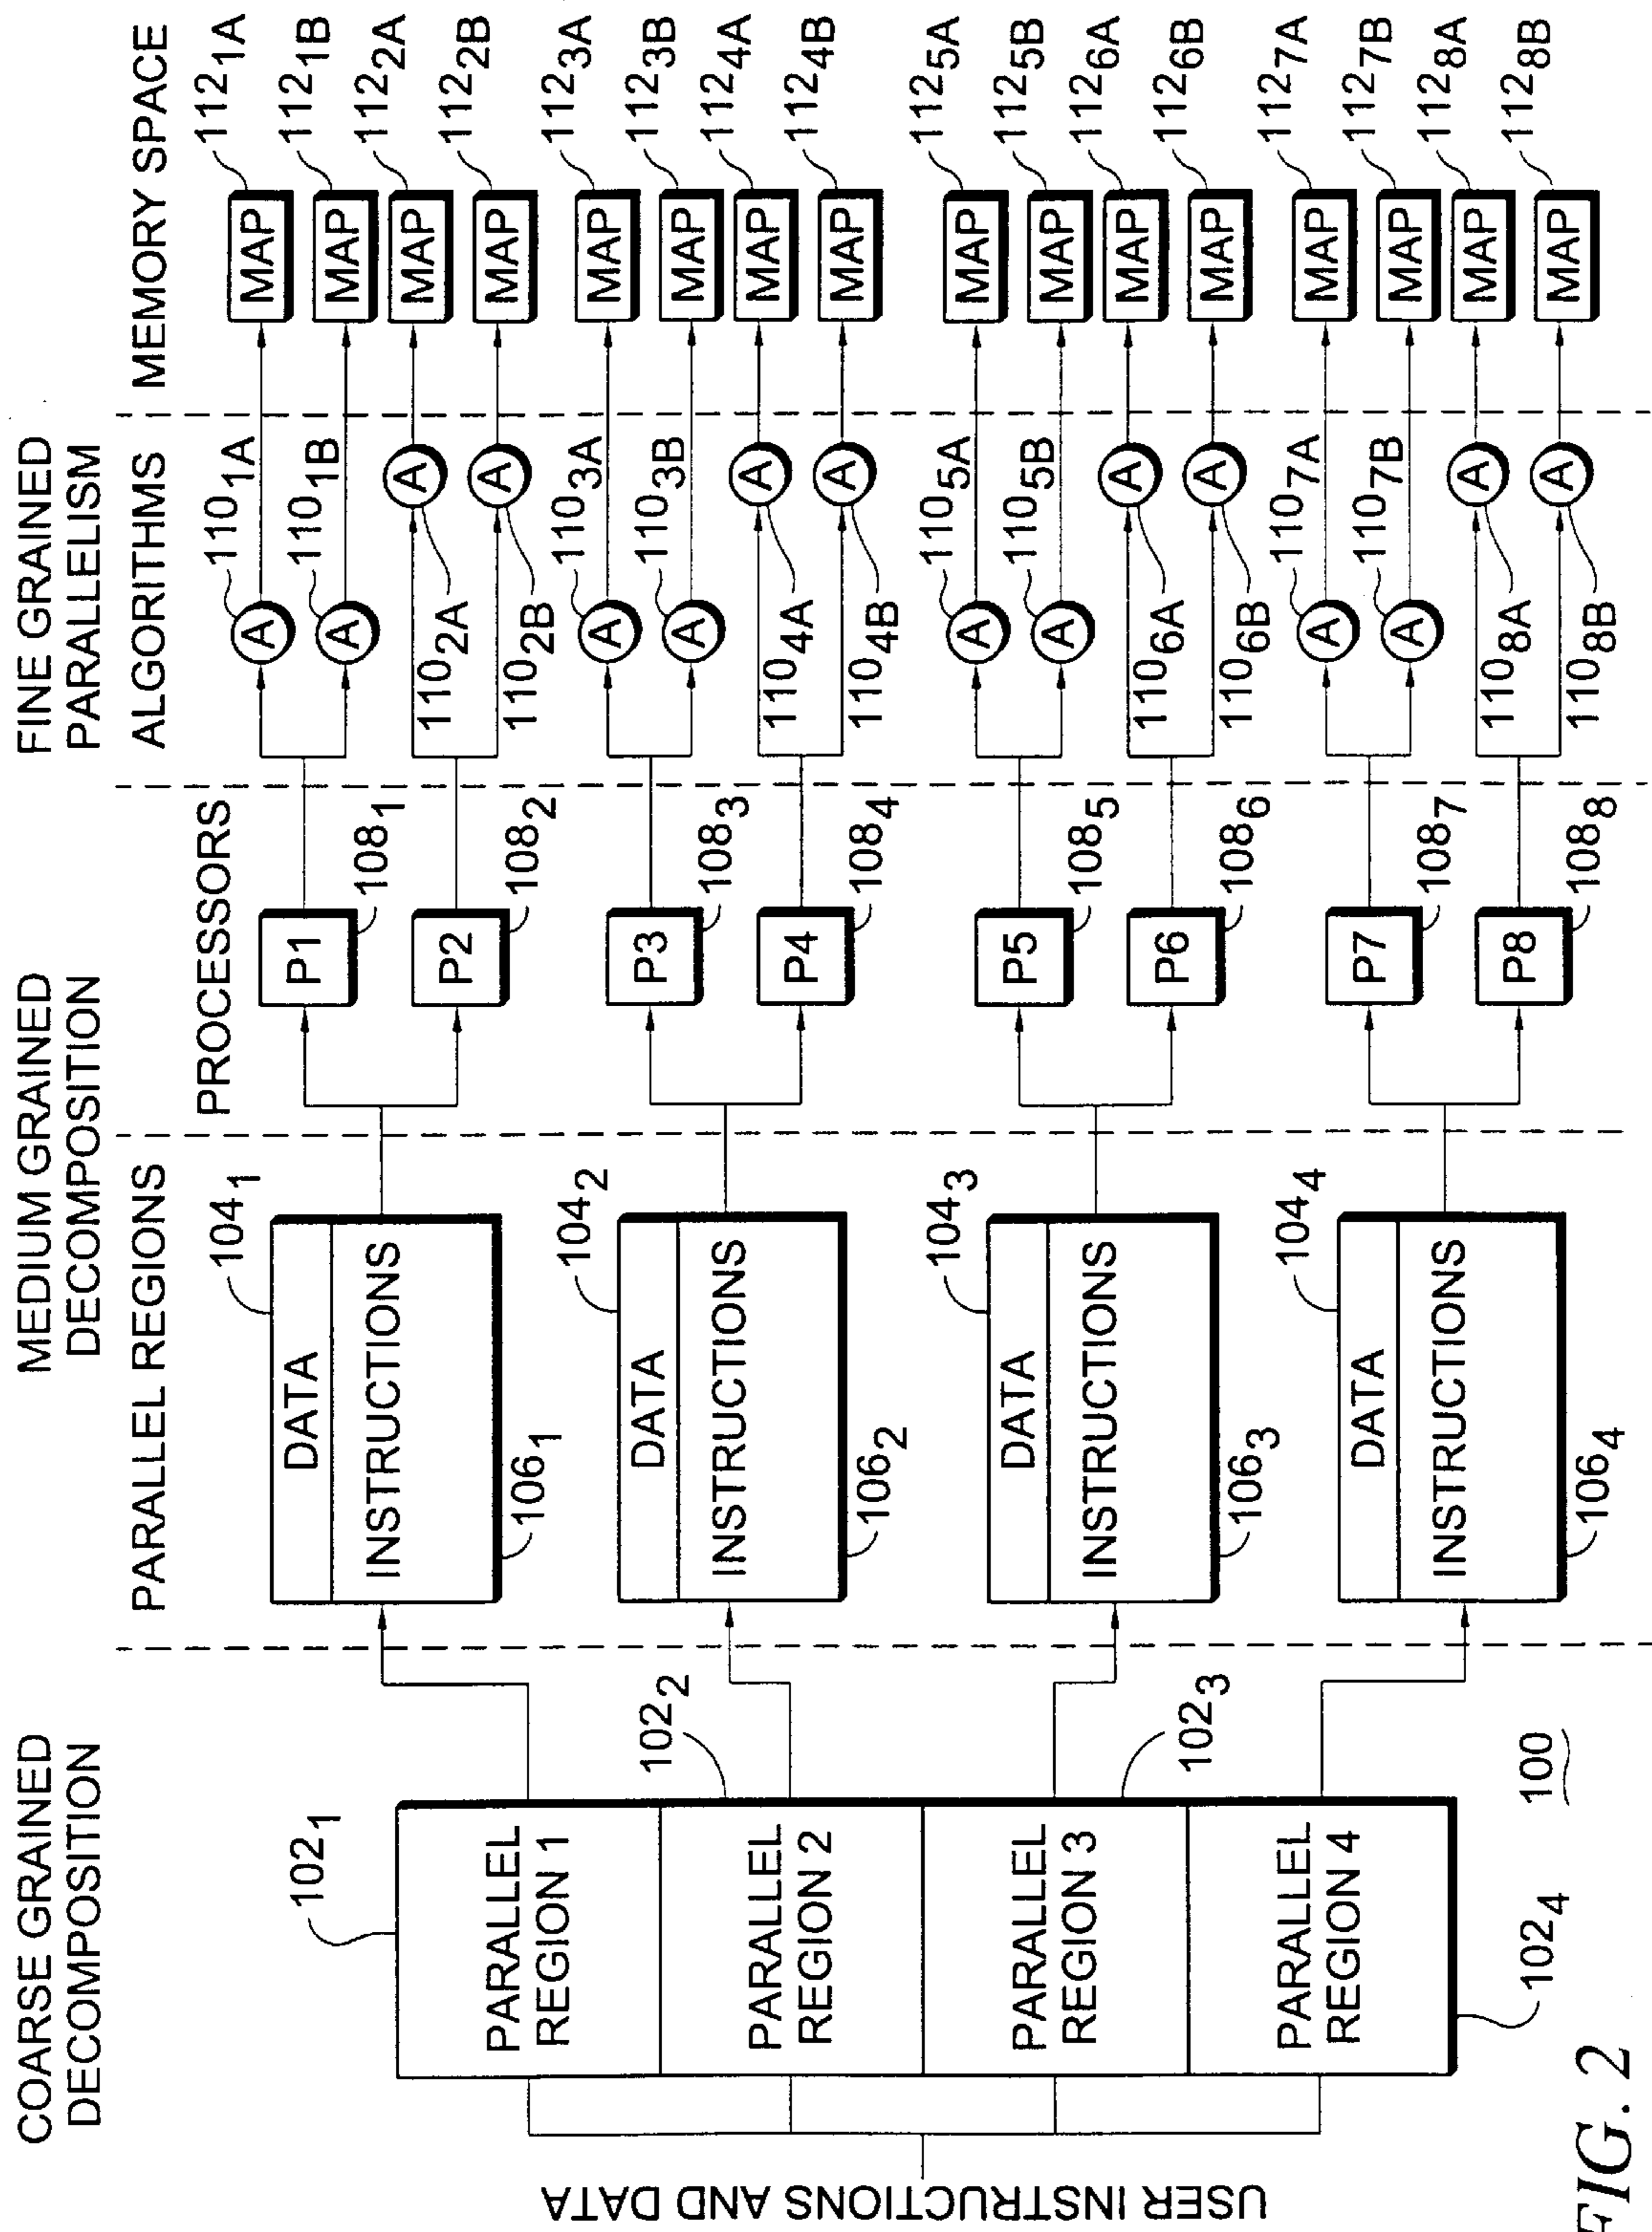 COARSE GRAINED
DECOMPOSITION
MEDIUM GRAINED
DECOMPOSITION
FINE GRAINED
PARALLELISM
PARALLEL REGIONS
PROCESSORS
ALGORITHMS
MEMORY SPACE
USER INSTRUCTIONS AND DATA
102₁
PARALLEL
REGION 1
102₂
PARALLEL
REGION 2
102₃
PARALLEL
REGION 3
102₄
PARALLEL
REGION 4
104₁
DATA
INSTRUCTIONS
106₁
104₂
DATA
INSTRUCTIONS
106₂
104₃
DATA
INSTRUCTIONS
106₃
104₄
DATA
INSTRUCTIONS
106₄
P1
108₁
P2
108₂
P3
108₃
P4
108₄
P5
108₅
P6
108₆
P7
108₇
P8
108₈
A
110₁A
A
110₁B
A
110₂A
A
110₂B
A
110₃A
A
110₃B
A
110₄A
A
110₄B
A
110₅A
A
110₅B
A
110₆A
A
110₆B
A
110₇A
A
110₇B
A
110₈A
A
110₈B
MAP
112₁A
MAP
112₁B
MAP
112₂A
MAP
112₂B
MAP
112₃A
MAP
112₃B
MAP
112₄A
MAP
112₄B
MAP
112₅A
MAP
112₅B
MAP
112₆A
MAP
112₆B
MAP
112₇A
MAP
112₇B
MAP
112₈A
MAP
112₈B
100
FIG. 2